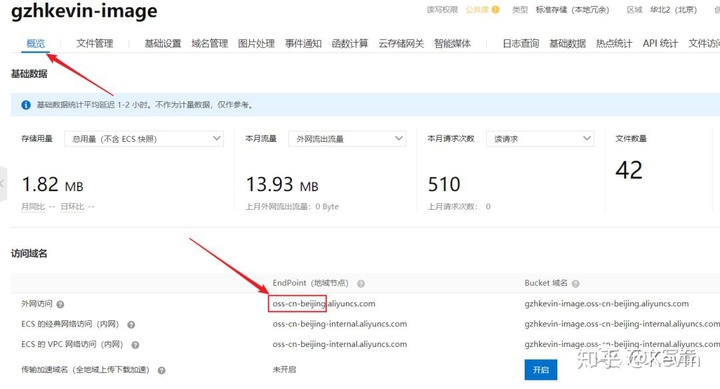 gzhkevin-image
读写权限 公共读 类型 标准存储（本地冗余） 区域 华北2（北京）
概览 文件管理 基础设置 域名管理 图片处理 事件通知 函数计算 云存储网关 智能媒体 日志查询 基础数据 热点统计 API 统计 文件访问
基础数据
基础数据统计平均延迟 1-2 小时。不作为计量数据，仅作参考。
存储用量 总用量（不含 ECS 快照） 本月流量 外网流出流量 本月请求次数 读请求 文件数量
1.82 MB 13.93 MB 510 42
月同比 -- 日环比 -- 上月外网流出流量：0 Byte 上月请求次数： 0
访问域名
EndPoint（地域节点） Bucket 域名
外网访问 oss-cn-beijing.aliyuncs.com gzhkevin-image.oss-cn-beijing.aliyuncs.com
ECS 的经典网络访问（内网） oss-cn-beijing-internal.aliyuncs.com gzhkevin-image.oss-cn-beijing-internal.aliyuncs.com
ECS 的 VPC 网络访问（内网） oss-cn-beijing-internal.aliyuncs.com gzhkevin-image.oss-cn-beijing-internal.aliyuncs.com
传输加速域名（全地域上传下载加速） 未开启 开启
知乎 @Kevin